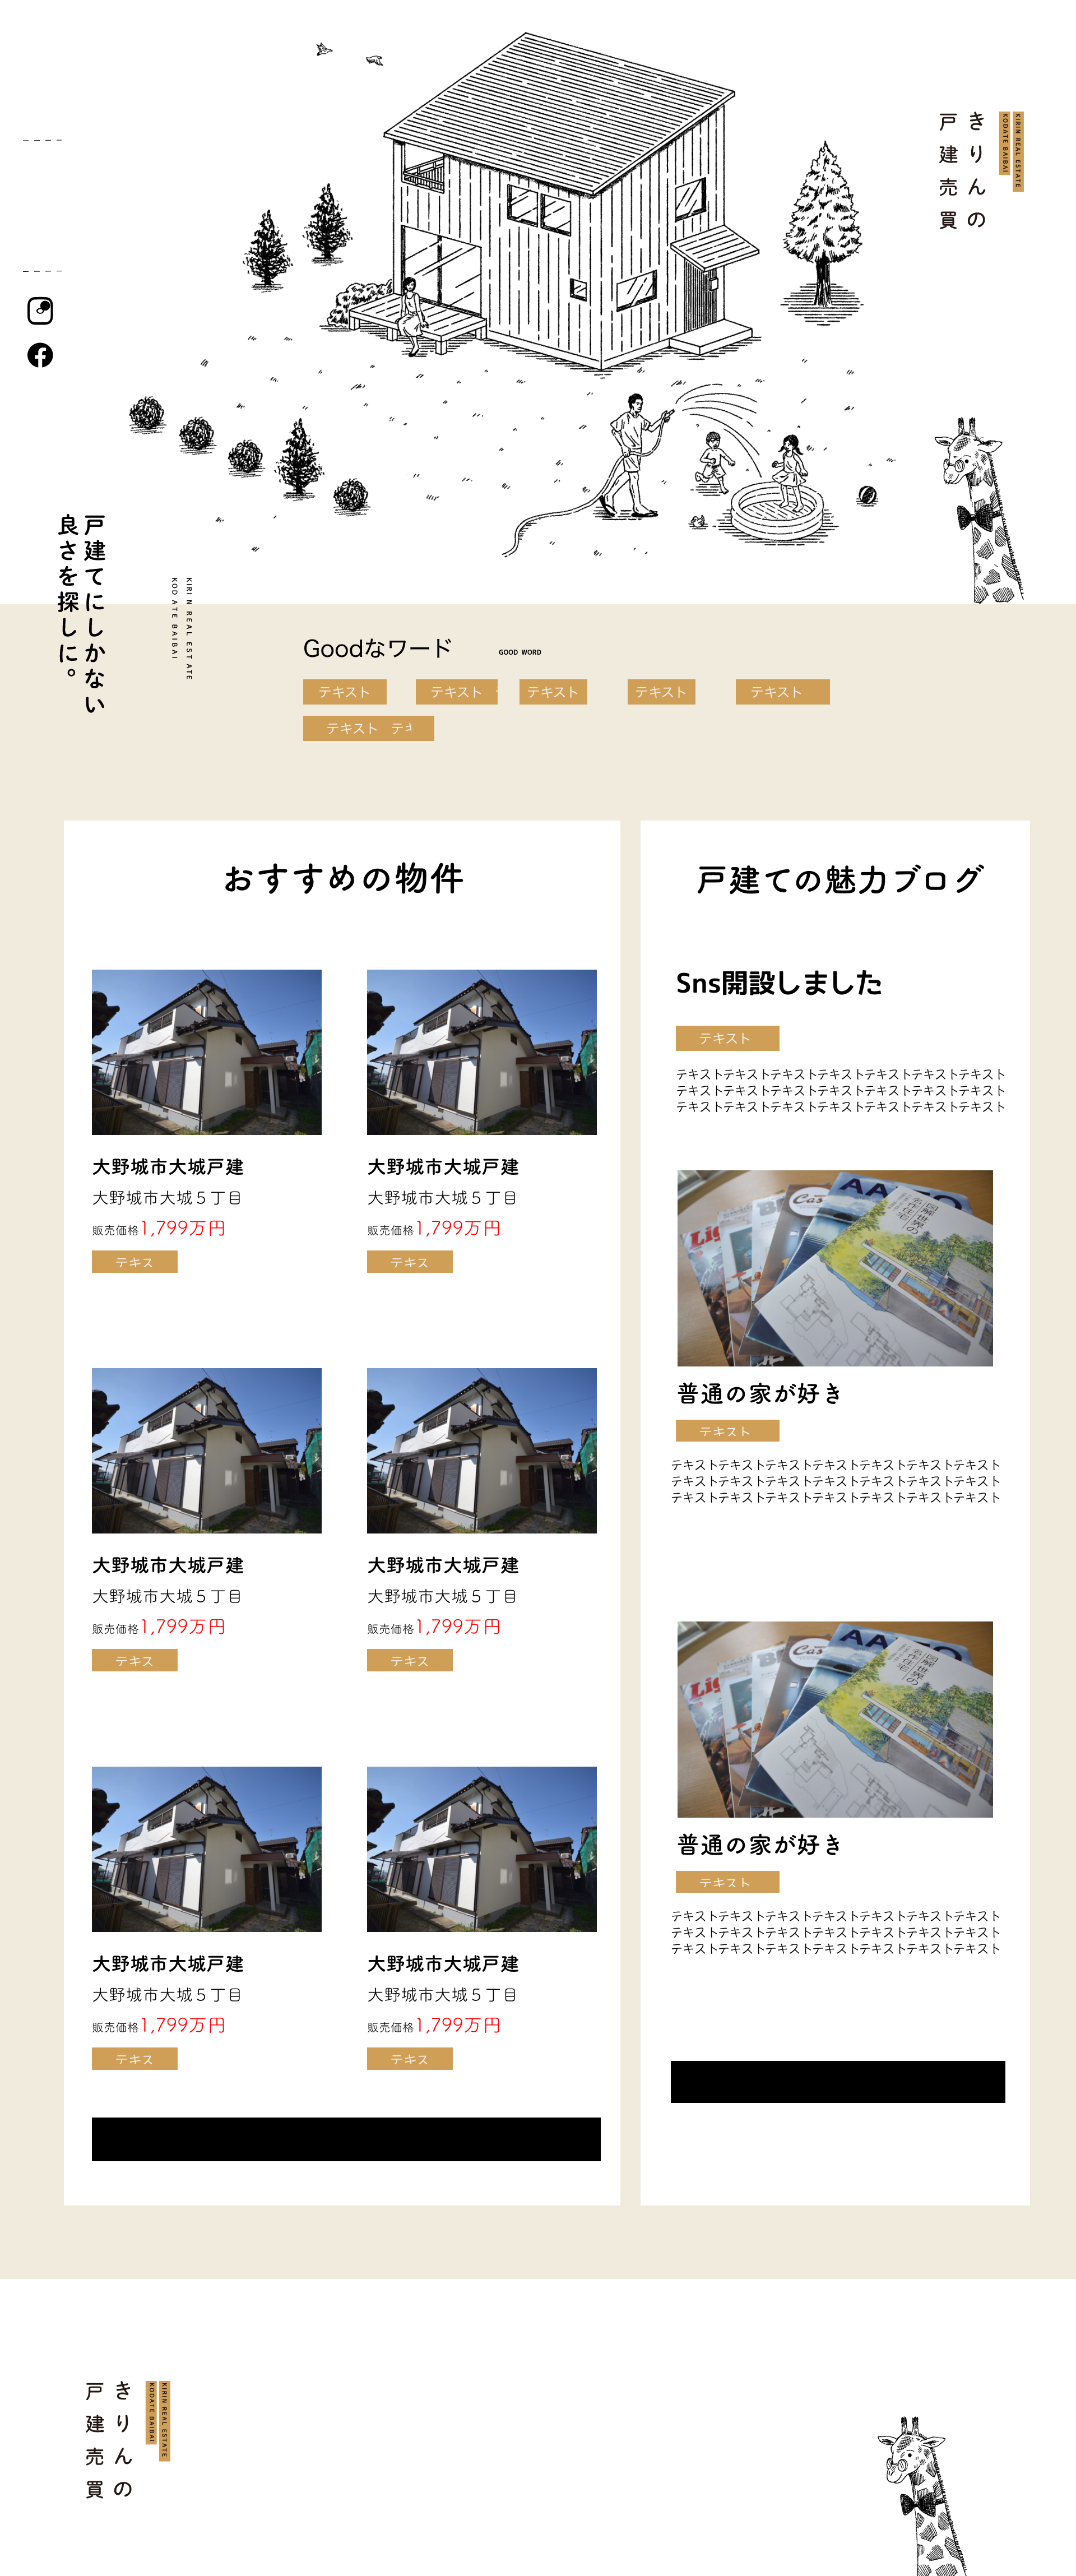 きりんの
戸建売買
KIRIN REAL ESTATE
KODATE BAIBAI
戸建てにしかない
良さを探しに。
KIRI N REAL EST ATE
KOD ATE BAIBAI
Goodなワード
GOOD WORD
テキスト
テキスト
テキスト
テキスト
テキスト
テキスト テキ
おすすめの物件
大野城市大城戸建
大野城市大城５丁目
販売価格1,799万円
テキス
大野城市大城戸建
大野城市大城５丁目
販売価格1,799万円
テキス
大野城市大城戸建
大野城市大城５丁目
販売価格1,799万円
テキス
大野城市大城戸建
大野城市大城５丁目
販売価格1,799万円
テキス
大野城市大城戸建
大野城市大城５丁目
販売価格1,799万円
テキス
大野城市大城戸建
大野城市大城５丁目
販売価格1,799万円
テキス
戸建ての魅力ブログ
Sns開設しました
テキスト
テキストテキストテキストテキストテキストテキストテキスト
テキストテキストテキストテキストテキストテキストテキスト
テキストテキストテキストテキストテキストテキストテキスト
図解世界の
名作住宅
Cas
普通の家が好き
テキスト
テキストテキストテキストテキストテキストテキストテキスト
テキストテキストテキストテキストテキストテキストテキスト
テキストテキストテキストテキストテキストテキストテキスト
図解世界の
名作住宅
Cas
普通の家が好き
テキスト
テキストテキストテキストテキストテキストテキストテキスト
テキストテキストテキストテキストテキストテキストテキスト
テキストテキストテキストテキストテキストテキストテキスト
きりんの
戸建売買
KIRIN REAL ESTATE
KODATE BAIBAI